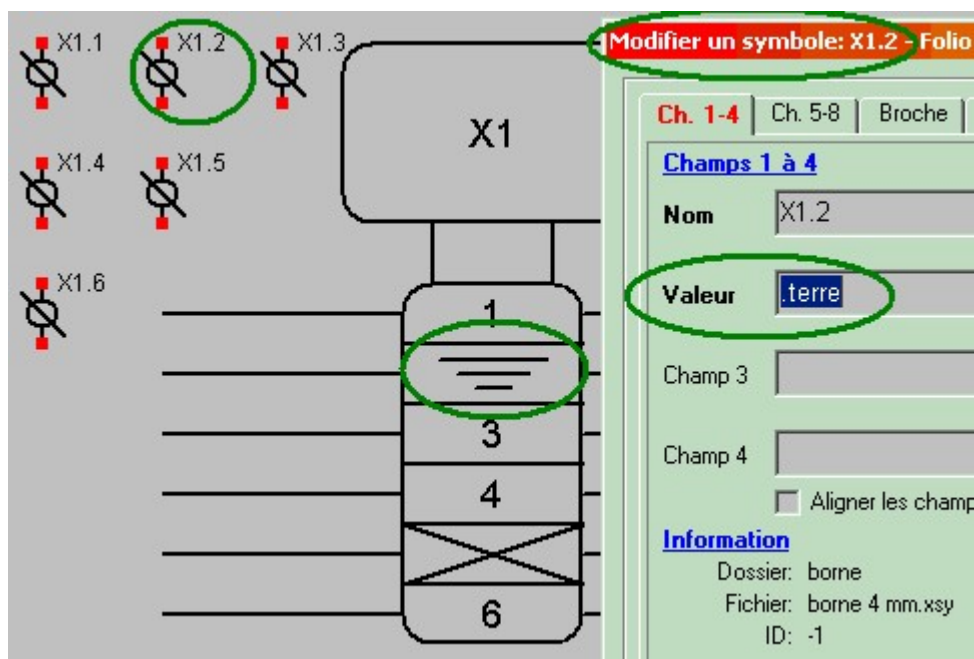 X1.1 X1.2 X1.3
X1.4 X1.5
X1.6
X1
1
3
4
6
Modifier un symbole: X1.2 - Folio
Ch. 1-4 Ch. 5-8 Broche
Champs 1 à 4
Nom X1.2
Valeur .terre
Champ 3
Champ 4
Aligner les champ
Information
Dossier: borne
Fichier: borne 4 mm.xsy
ID: -1